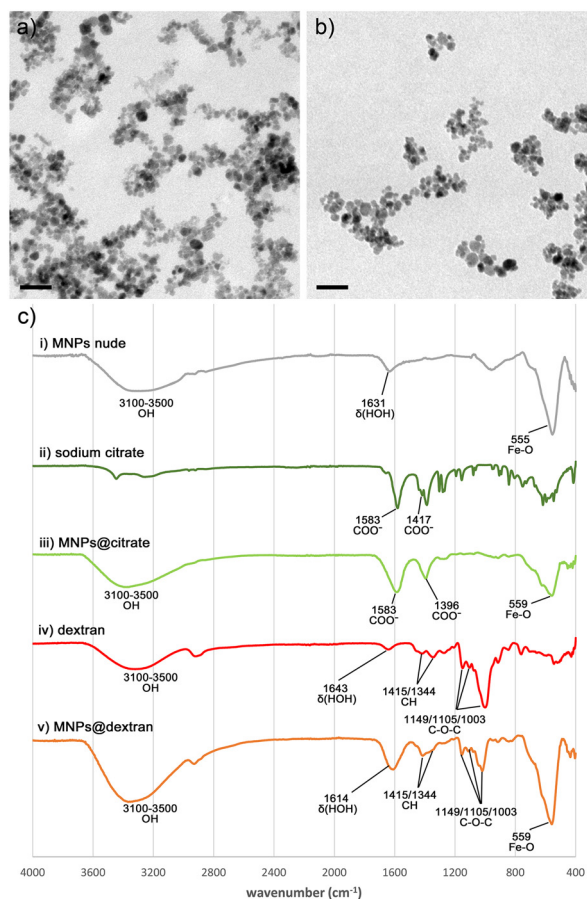 a)
b)
c)
i) MNPs nude
3100-3500
OH
1631
δ(HOH)
555
Fe-O
ii) sodium citrate
1583
COO⁻
1417
COO⁻
iii) MNPs@citrate
3100-3500
OH
1583
COO⁻
1396
COO⁻
559
Fe-O
iv) dextran
3100-3500
OH
1643
δ(HOH)
1415/1344
CH
1149/1105/1003
C-O-C
v) MNPs@dextran
3100-3500
OH
1614
δ(HOH)
1415/1344
CH
1149/1105/1003
C-O-C
559
Fe-O
4000 3600 3200 2800 2400 2000 1600 1200 800 400
wavenumber (cm⁻¹)